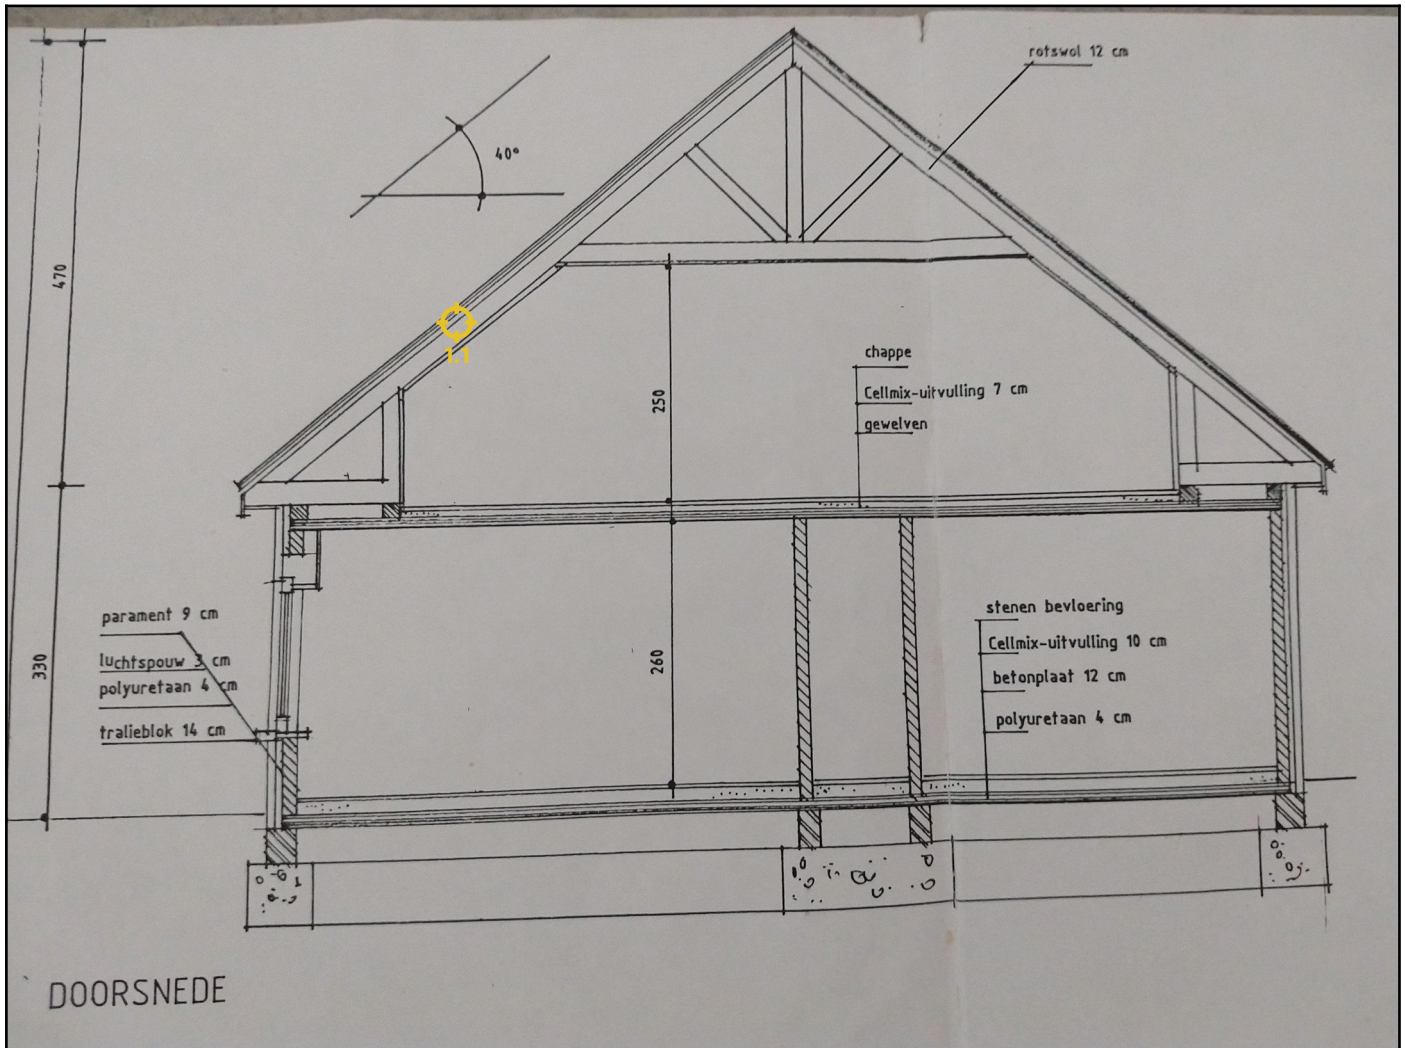 rotswol 12 cm
40°
470
1.1
chappe
250
Cellmix-uitvulling 7 cm
gewelven
parament 9 cm
luchtspouw 3 cm
polyuretaan 4 cm
tralieblok 14 cm
330
260
stenen bevloering
Cellmix-uitvulling 10 cm
betonplaat 12 cm
polyuretaan 4 cm
DOORSNEDE